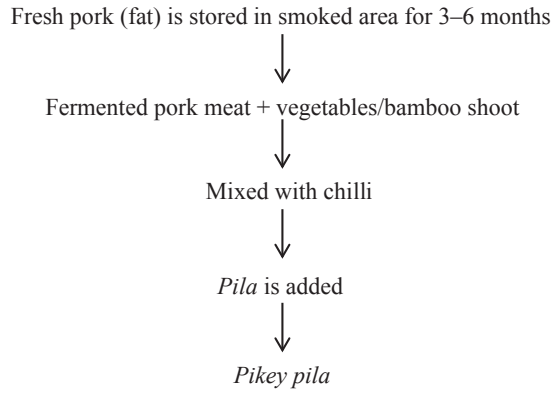 Fresh pork (fat) is stored in smoked area for 3–6 months
Fermented pork meat + vegetables/bamboo shoot
Mixed with chilli
Pila is added
Pikey pila